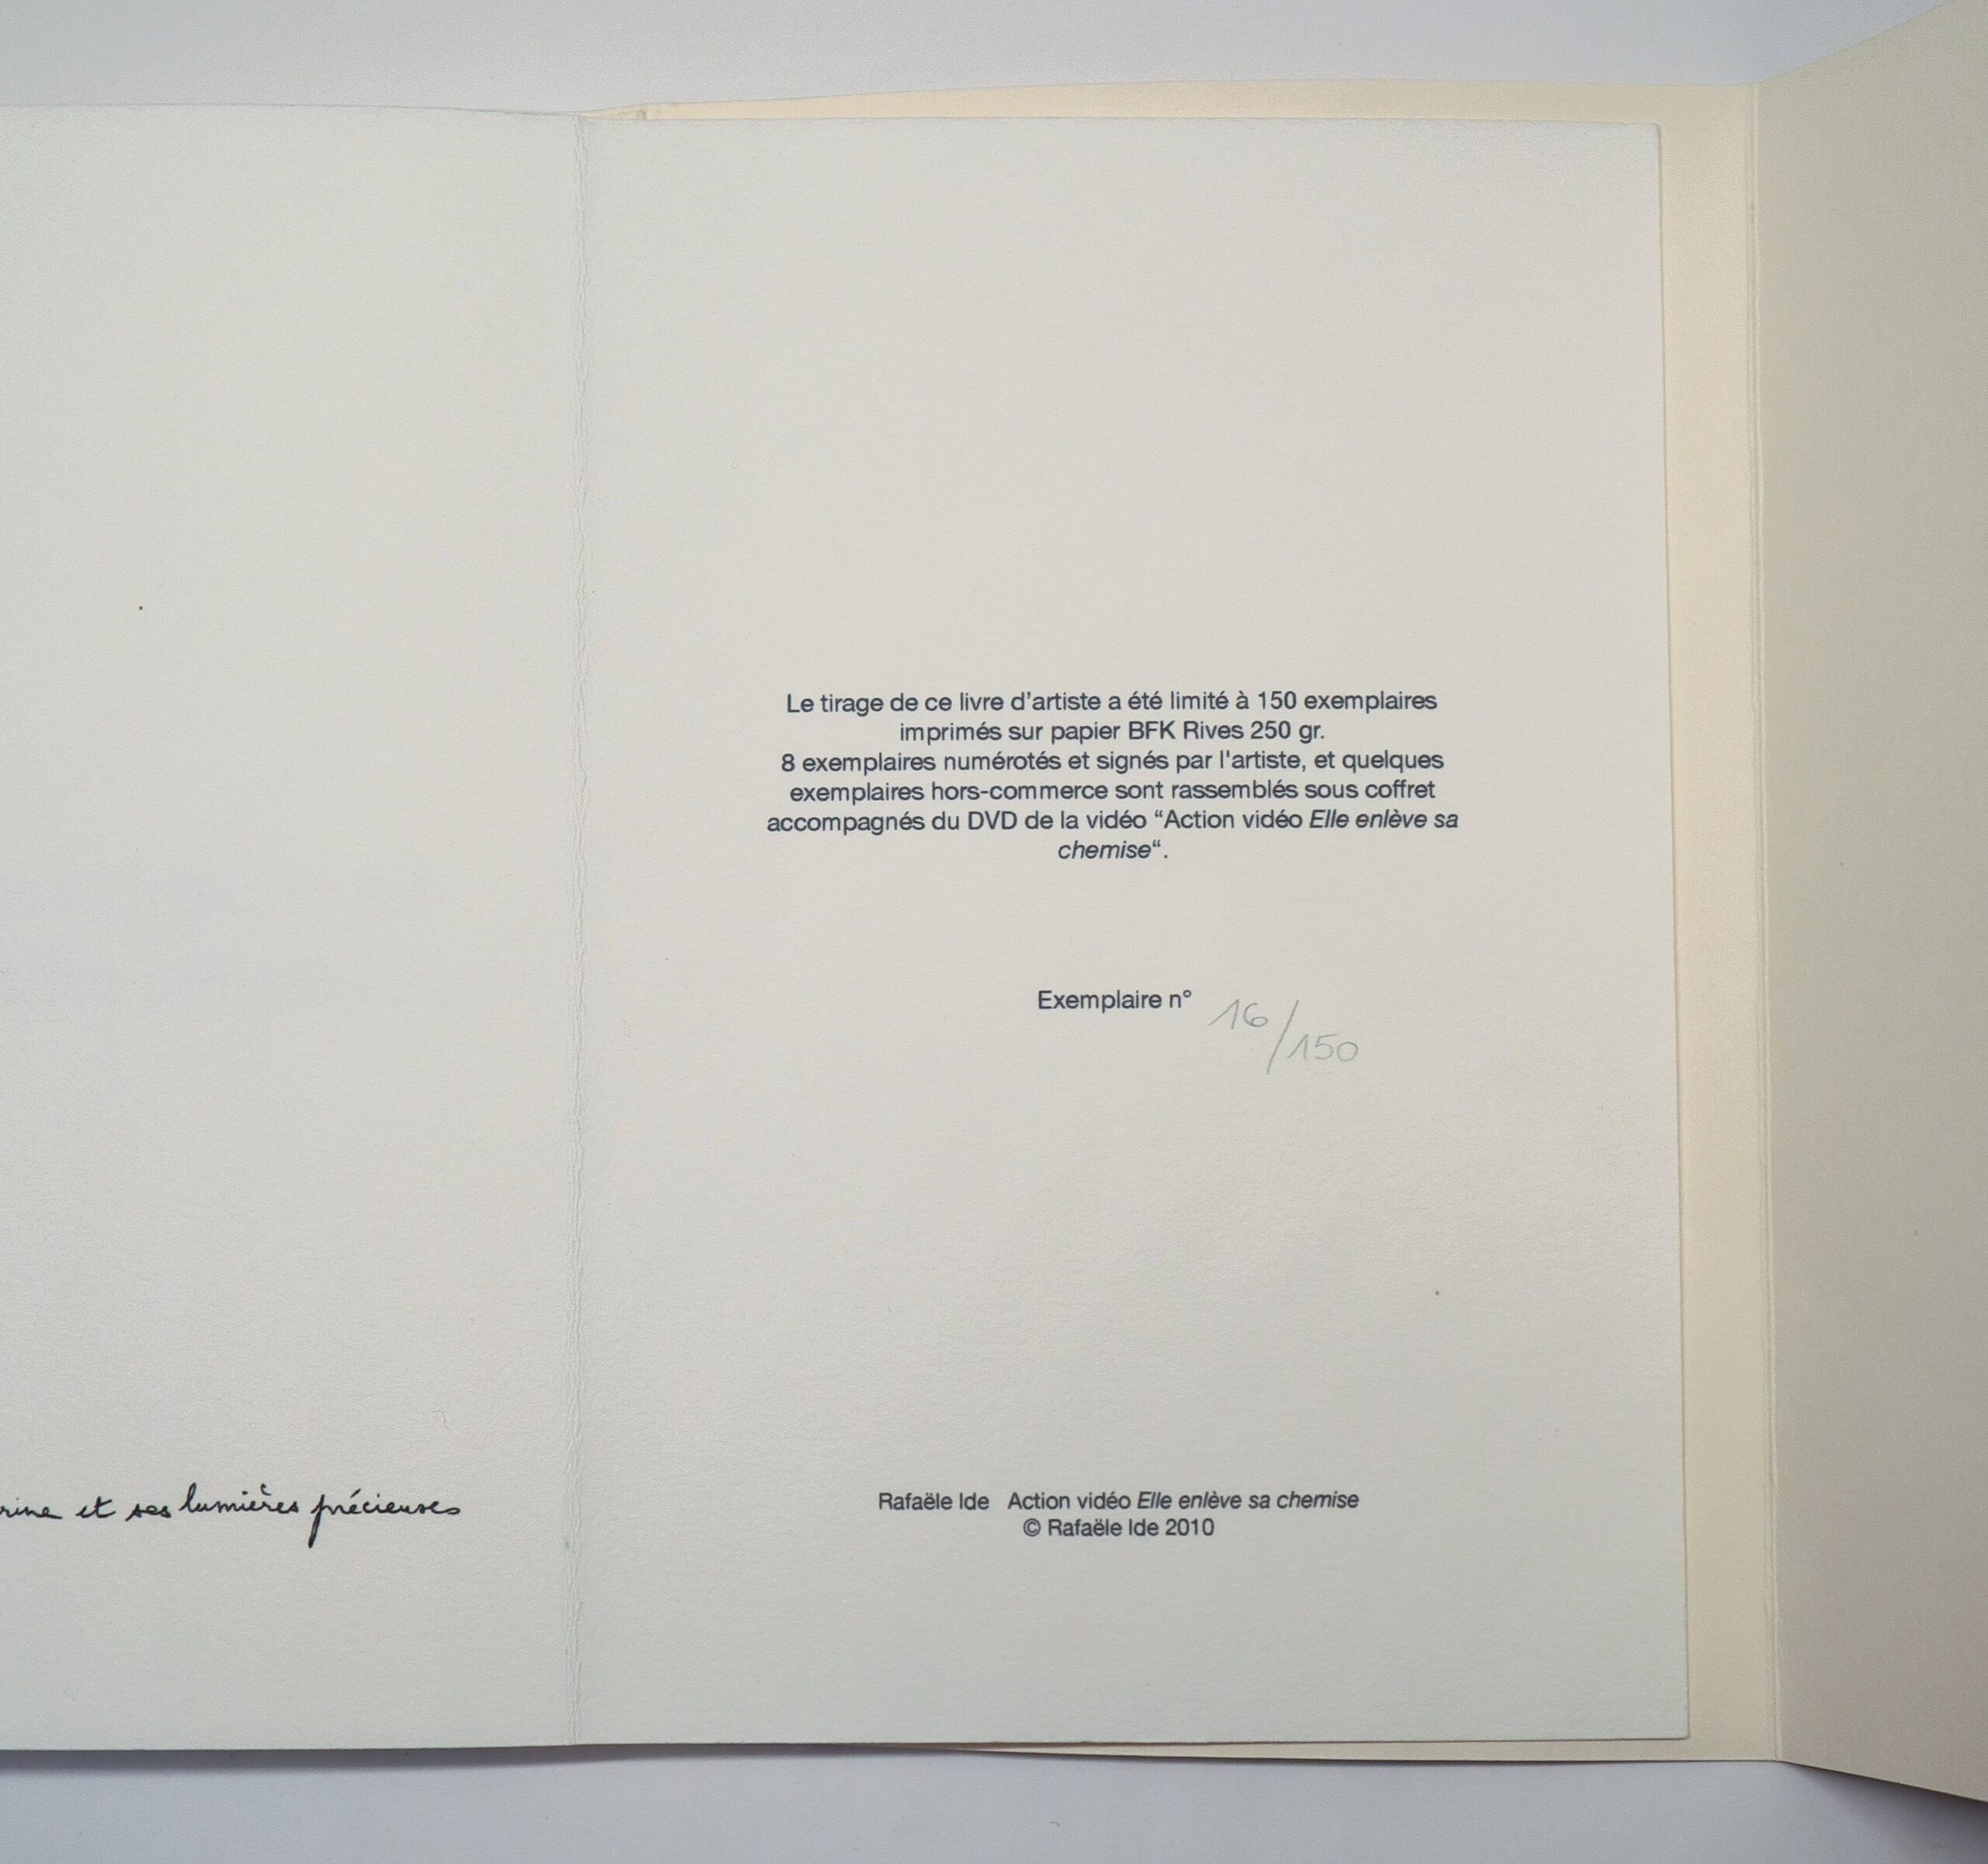 Le tirage de ce livre d'artiste a été limité à 150 exemplaires
imprimés sur papier BFK Rives 250 gr.
8 exemplaires numérotés et signés par l'artiste, et quelques
exemplaires hors-commerce sont rassemblés sous coffret
accompagnés du DVD de la vidéo “Action vidéo Elle enlève sa
chemise“.
Exemplaire n° 16/150
et ses lumières précieuses
Rafaële Ide Action vidéo Elle enlève sa chemise
© Rafaële Ide 2010